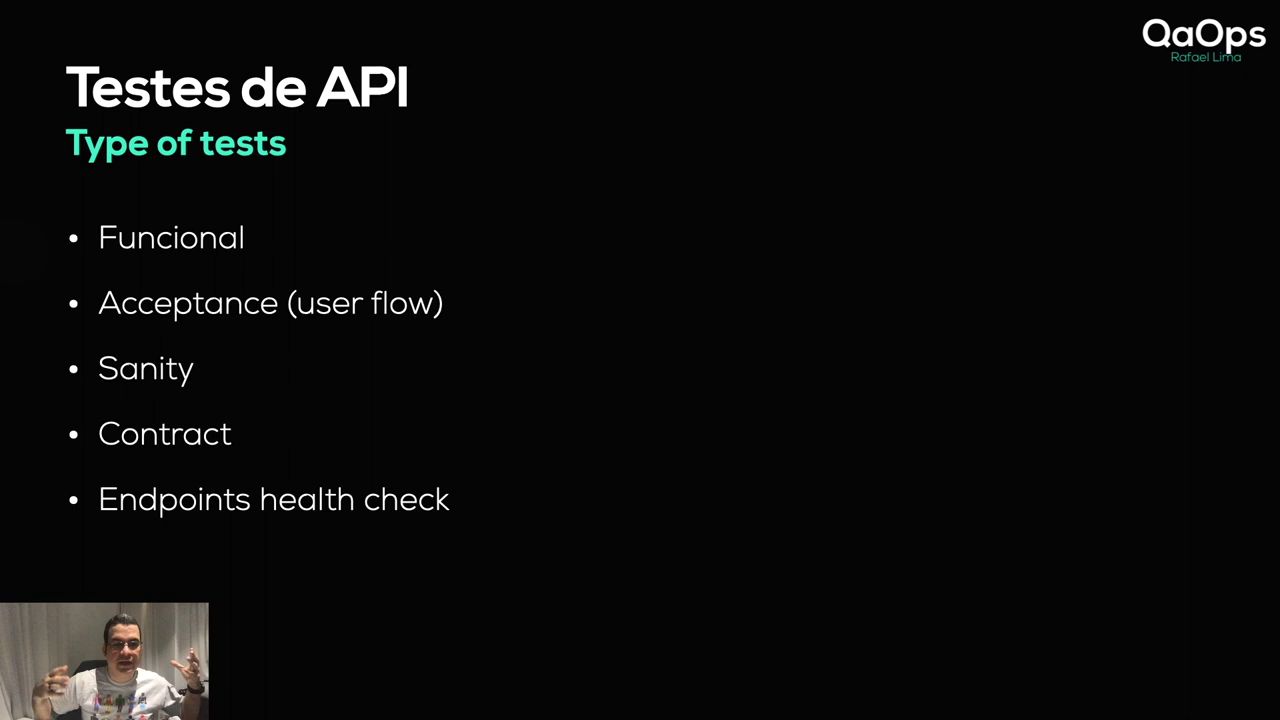 QaOps
Rafael Lima
Testes de API
Type of tests
• Funcional
• Acceptance (user flow)
• Sanity
• Contract
• Endpoints health check